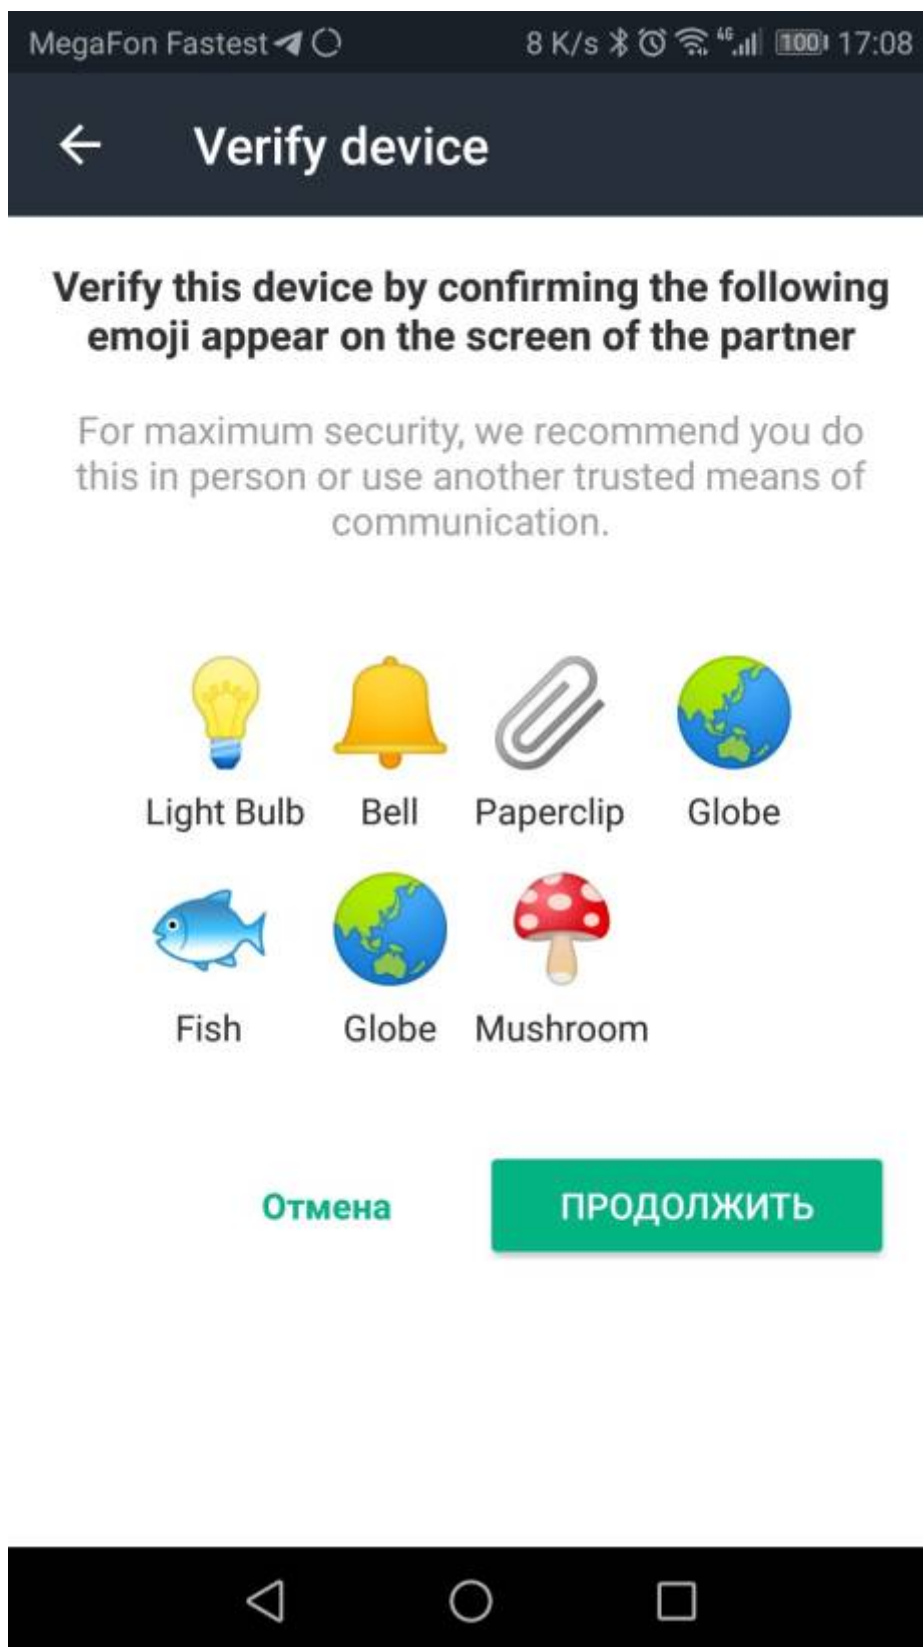 MegaFon Fastest 8 K/s 4G 100 17:08
Verify device
Verify this device by confirming the following
emoji appear on the screen of the partner
For maximum security, we recommend you do
this in person or use another trusted means of
communication.
Light Bulb Bell Paperclip Globe
Fish Globe Mushroom
Отмена ПРОДОЛЖИТЬ